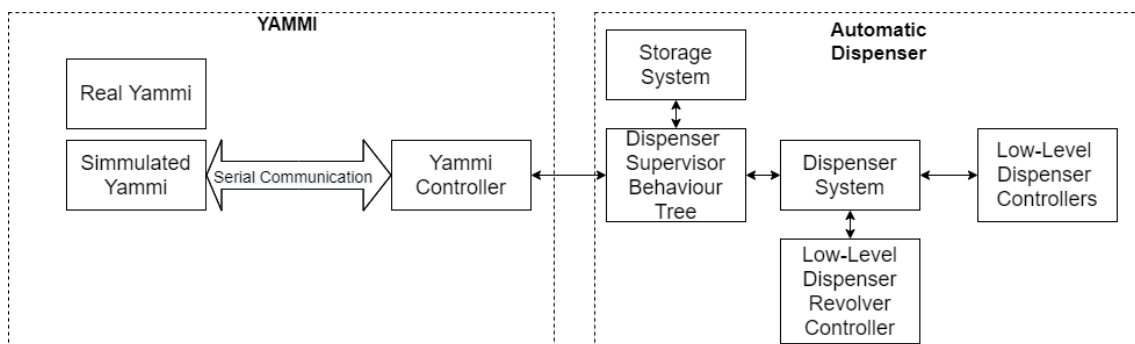 YAMMI
Real Yammi
Simmulated
Yammi
Serial Communication
Yammi
Controller
Automatic
Dispenser
Storage
System
Dispenser
Supervisor
Behaviour
Tree
Dispenser
System
Low-Level
Dispenser
Controllers
Low-Level
Dispenser
Revolver
Controller